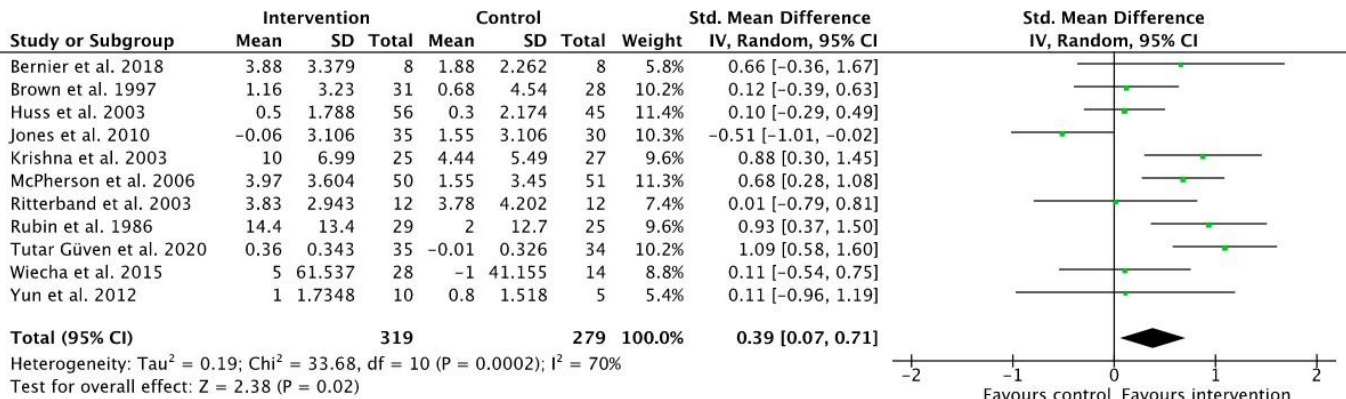 Intervention Control Std. Mean Difference Std. Mean Difference
Study or Subgroup Mean SD Total Mean SD Total Weight IV, Random, 95% CI IV, Random, 95% CI
Bernier et al. 2018 3.88 3.379 8 1.88 2.262 8 5.8% 0.66 [−0.36, 1.67]
Brown et al. 1997 1.16 3.23 31 0.68 4.54 28 10.2% 0.12 [−0.39, 0.63]
Huss et al. 2003 0.5 1.788 56 0.3 2.174 45 11.4% 0.10 [−0.29, 0.49]
Jones et al. 2010 −0.06 3.106 35 1.55 3.106 30 10.3% −0.51 [−1.01, −0.02]
Krishna et al. 2003 10 6.99 25 4.44 5.49 27 9.6% 0.88 [0.30, 1.45]
McPherson et al. 2006 3.97 3.604 50 1.55 3.45 51 11.3% 0.68 [0.28, 1.08]
Ritterband et al. 2003 3.83 2.943 12 3.78 4.202 12 7.4% 0.01 [−0.79, 0.81]
Rubin et al. 1986 14.4 13.4 29 2 12.7 25 9.6% 0.93 [0.37, 1.50]
Tutar Güven et al. 2020 0.36 0.343 35 −0.01 0.326 34 10.2% 1.09 [0.58, 1.60]
Wiecha et al. 2015 5 61.537 28 −1 41.155 14 8.8% 0.11 [−0.54, 0.75]
Yun et al. 2012 1 1.7348 10 0.8 1.518 5 5.4% 0.11 [−0.96, 1.19]
Total (95% CI) 319 279 100.0% 0.39 [0.07, 0.71]
Heterogeneity: Tau² = 0.19; Chi² = 33.68, df = 10 (P = 0.0002); I² = 70%
Test for overall effect: Z = 2.38 (P = 0.02)
−2 −1 0 1 2
Favours control Favours intervention